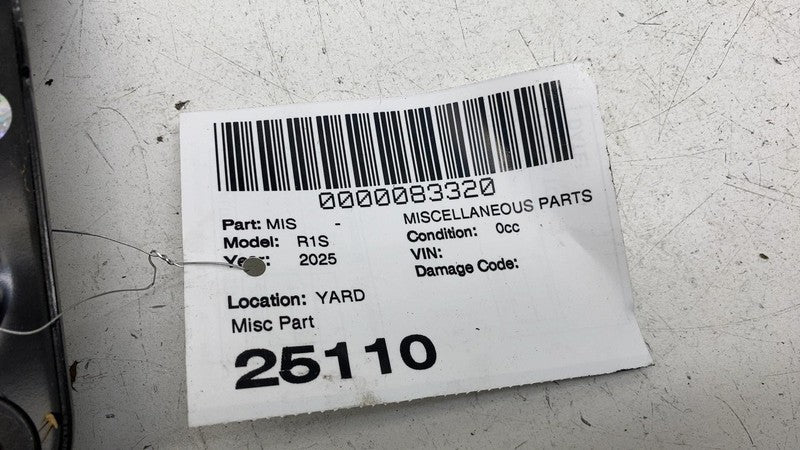 0000083320
Part: MIS - MISCELLANEOUS PARTS
Model: R1S Condition: 0cc
Year: 2025 VIN:
Damage Code:
Location: YARD
Misc Part
25110